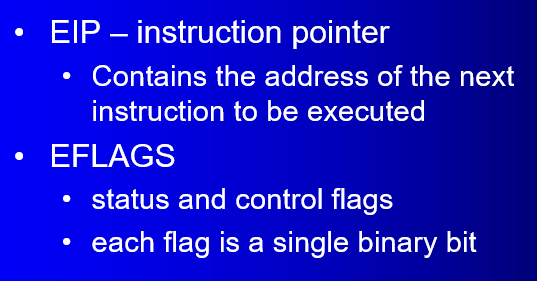 • EIP – instruction pointer
• Contains the address of the next
instruction to be executed
• EFLAGS
• status and control flags
• each flag is a single binary bit